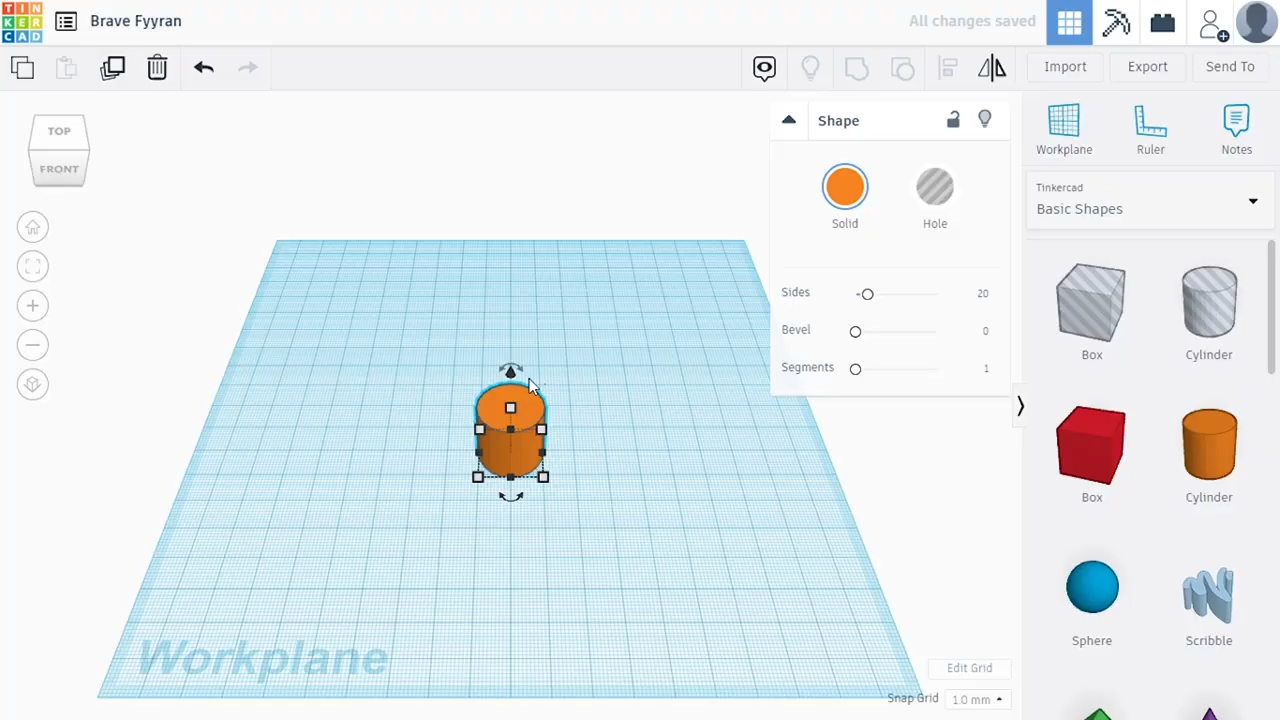 TIN
KER
CAD
Brave Fyyran
All changes saved
Import
Export
Send To
TOP
FRONT
Shape
Solid
Hole
Sides
20
Bevel
0
Segments
1
Workplane
Ruler
Notes
Tinkercad
Basic Shapes
Box
Cylinder
Box
Cylinder
Sphere
Scribble
Workplane
Edit Grid
Snap Grid
1.0 mm